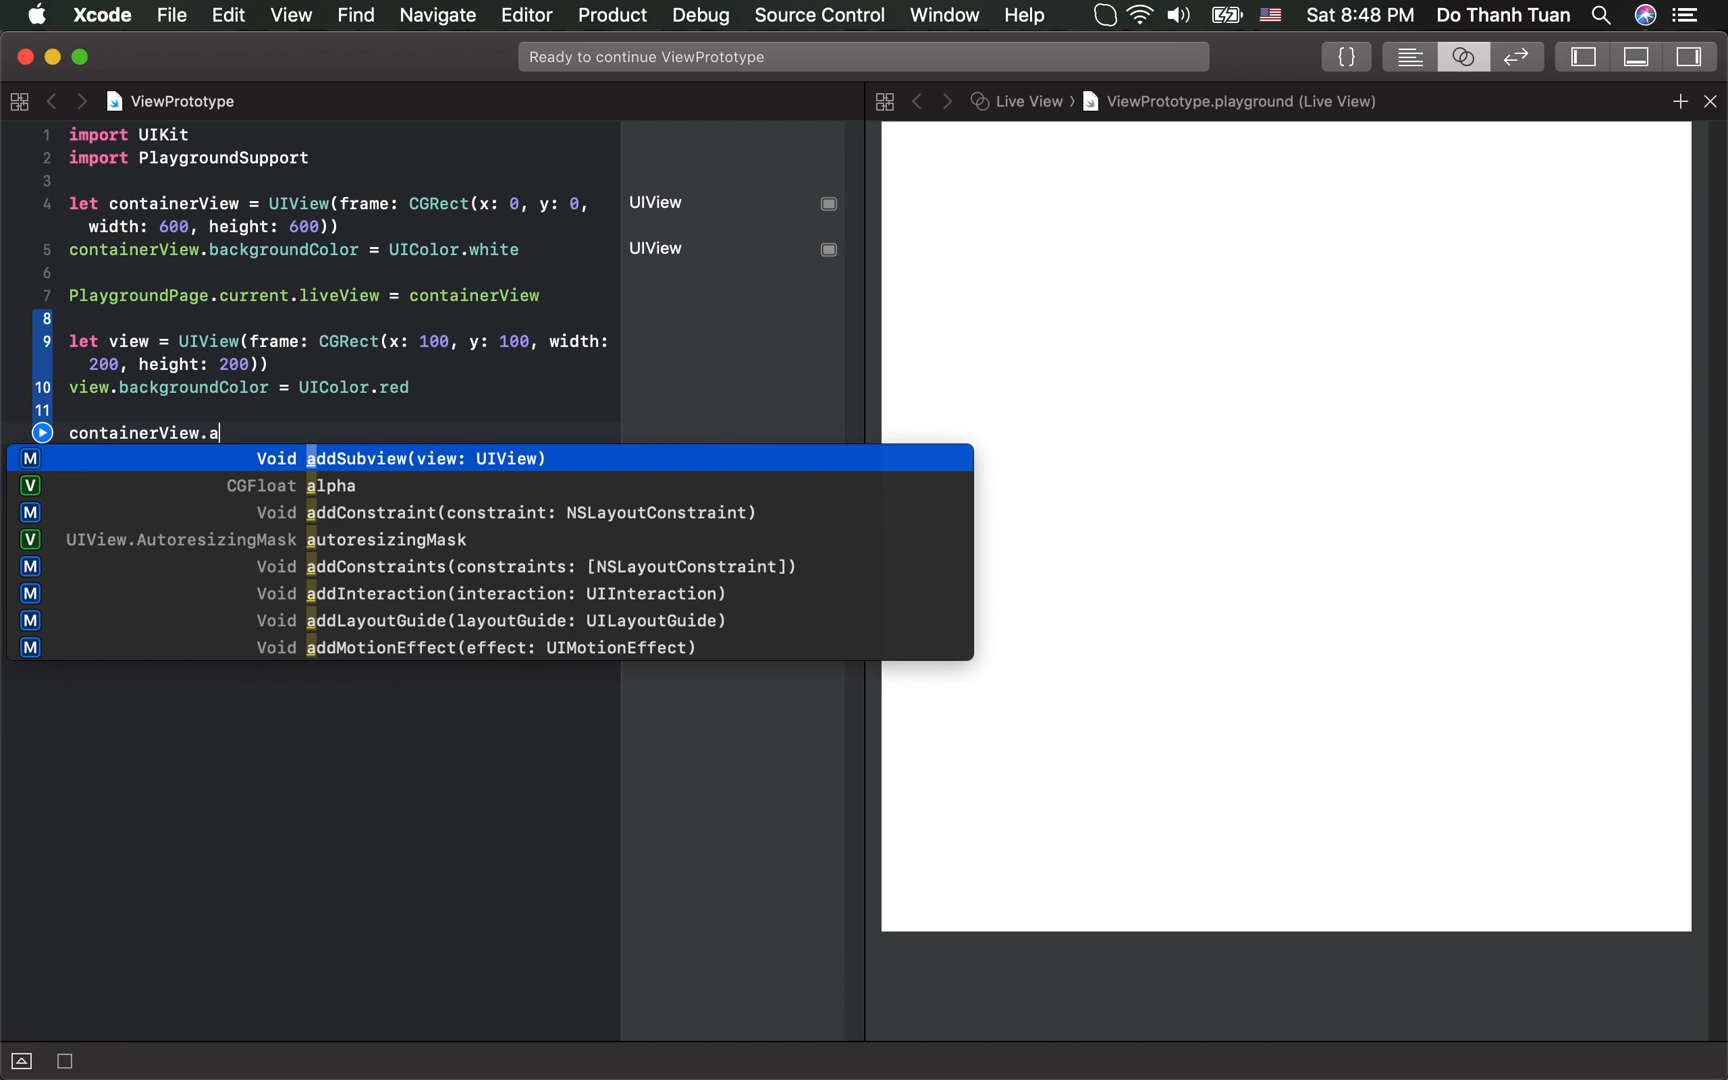 Xcode File Edit View Find Navigate Editor Product Debug Source Control Window Help Sat 8:48 PM Do Thanh Tuan
Ready to continue ViewPrototype
{}
ViewPrototype
Live View ⟩ ViewPrototype.playground (Live View)
1 import UIKit
2 import PlaygroundSupport
3
4 let containerView = UIView(frame: CGRect(x: 0, y: 0,
width: 600, height: 600))
UIView
5 containerView.backgroundColor = UIColor.white
UIView
6
7 PlaygroundPage.current.liveView = containerView
8
9 let view = UIView(frame: CGRect(x: 100, y: 100, width:
200, height: 200))
10 view.backgroundColor = UIColor.red
11
containerView.a
M Void addSubview(view: UIView)
V CGFloat alpha
M Void addConstraint(constraint: NSLayoutConstraint)
V UIView.AutoresizingMask autoresizingMask
M Void addConstraints(constraints: [NSLayoutConstraint])
M Void addInteraction(interaction: UIInteraction)
M Void addLayoutGuide(layoutGuide: UILayoutGuide)
M Void addMotionEffect(effect: UIMotionEffect)